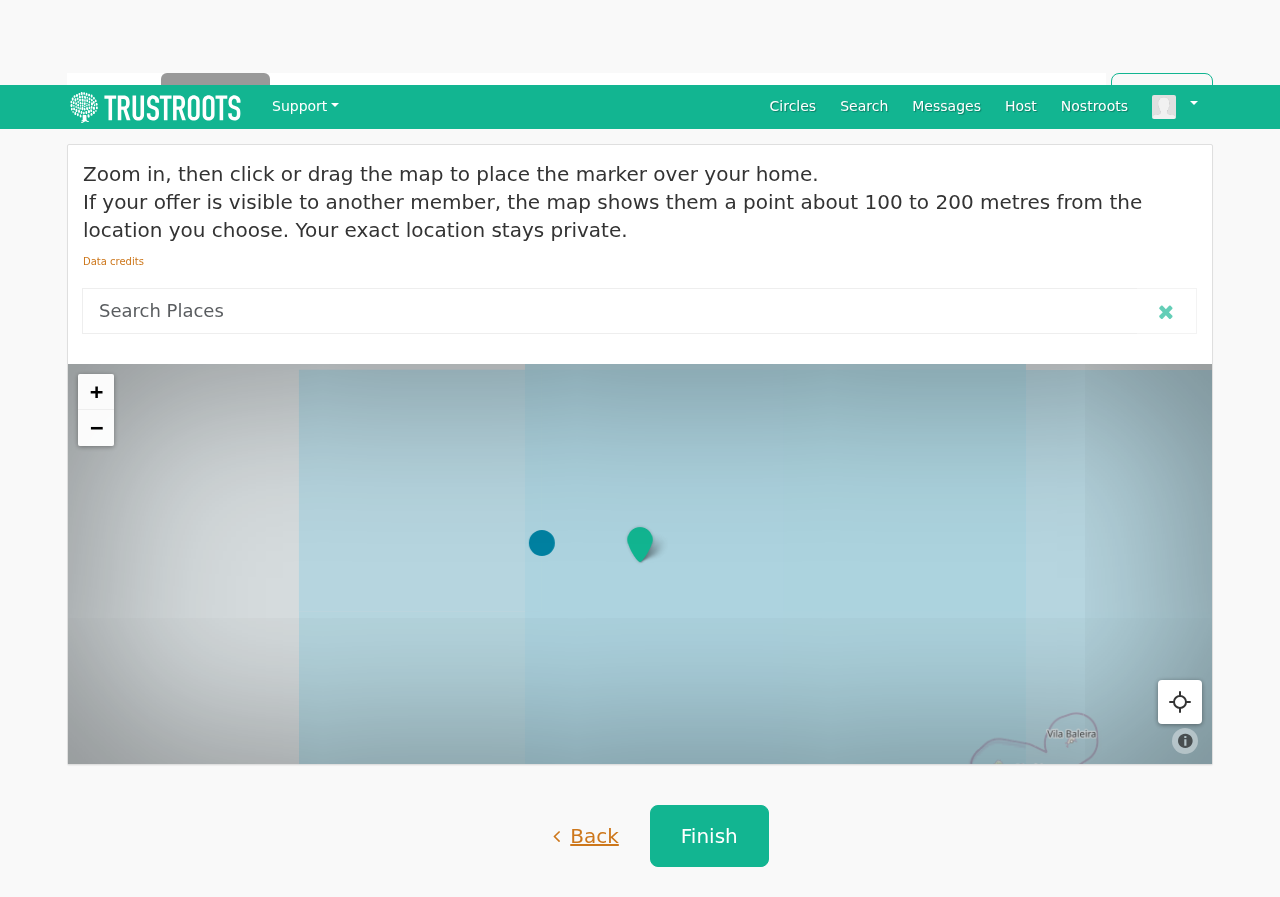 TRUSTROOTS
Support
Circles
Search
Messages
Host
Nostroots
Zoom in, then click or drag the map to place the marker over your home.
If your offer is visible to another member, the map shows them a point about 100 to 200 metres from the
location you choose. Your exact location stays private.
Data credits
Search Places
+
−
Vila Baleira
Back
Finish